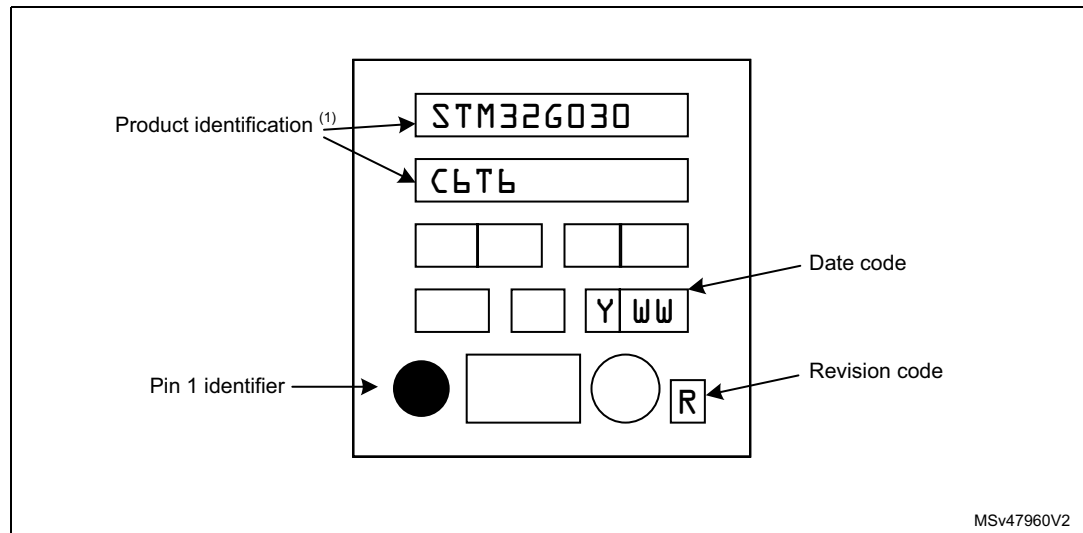 STM32G030
Product identification (1)
C6T6
Date code
Y WW
Pin 1 identifier
Revision code
R
MSv47960V2